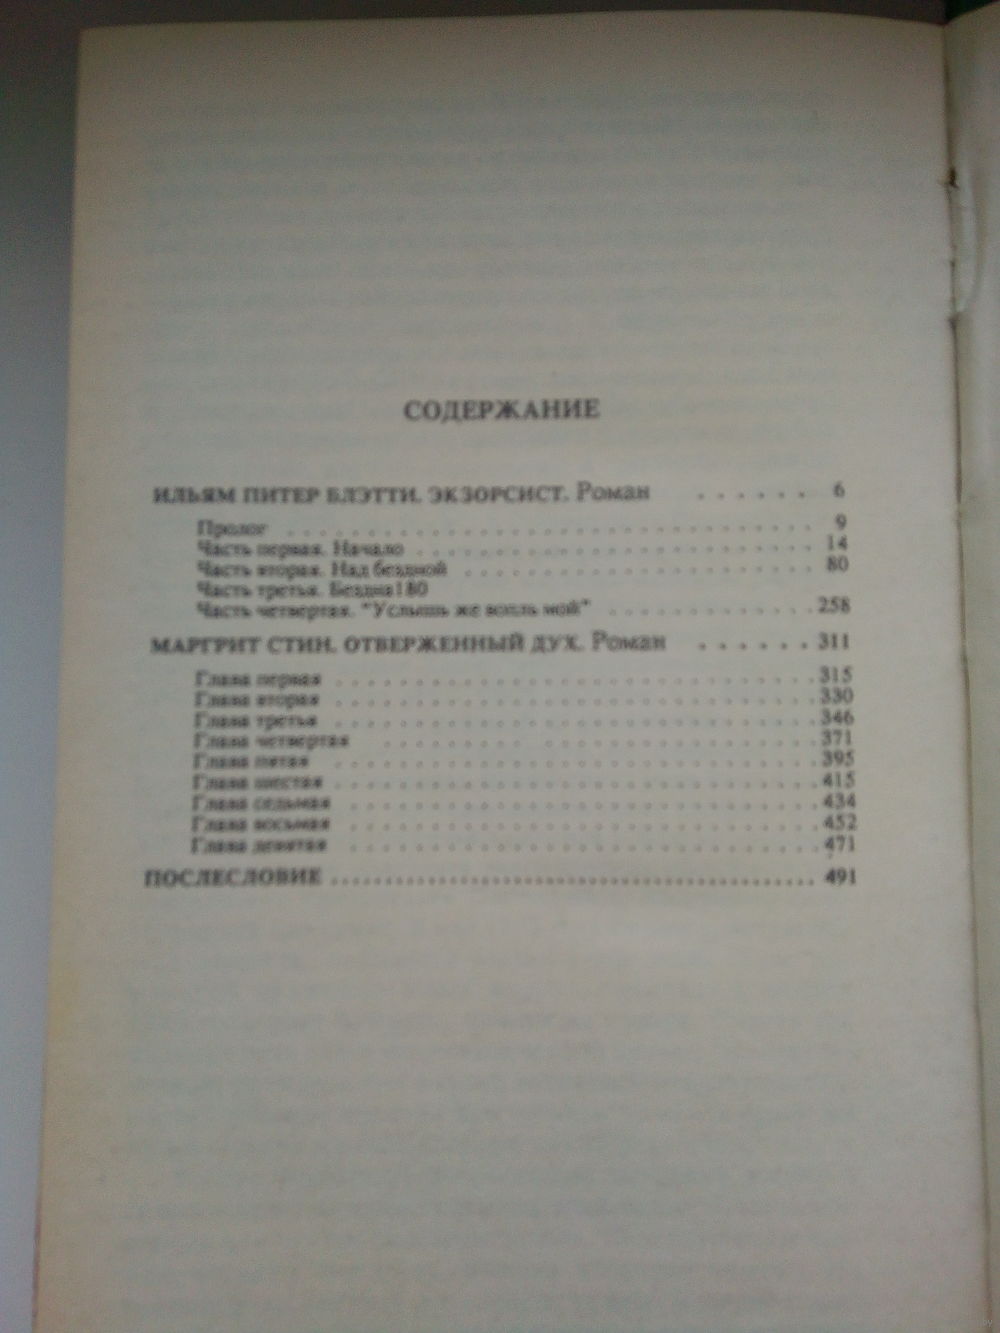 СОДЕРЖАНИЕ
ИЛЬЯМ ПИТЕР БЛЭТТИ. ЭКЗОРСИСТ. Роман . . . . . . 6
Пролог . . . . . . . . . . . . . . . . . . . . . . . . . . . . . . 9
Часть первая. Начало . . . . . . . . . . . . . . . . . . . . . . 14
Часть вторая. Над бездной . . . . . . . . . . . . . . . . . . . 80
Часть третья. Бездна180
Часть четвертая. "Услышь же вопль мой" . . . . . . . . . . . 258
МАРГРИТ СТИН. ОТВЕРЖЕННЫЙ ДУХ. Роман . . . . . . 311
Глава первая . . . . . . . . . . . . . . . . . . . . . . . . . . 315
Глава вторая . . . . . . . . . . . . . . . . . . . . . . . . . . 330
Глава третья . . . . . . . . . . . . . . . . . . . . . . . . . . 346
Глава четвертая . . . . . . . . . . . . . . . . . . . . . . . . 371
Глава пятая . . . . . . . . . . . . . . . . . . . . . . . . . . 395
Глава шестая . . . . . . . . . . . . . . . . . . . . . . . . . . 415
Глава седьмая . . . . . . . . . . . . . . . . . . . . . . . . . 434
Глава восьмая . . . . . . . . . . . . . . . . . . . . . . . . . 452
Глава девятая . . . . . . . . . . . . . . . . . . . . . . . . . 471
ПОСЛЕСЛОВИЕ . . . . . . . . . . . . . . . . . . . . . . . . . . 491